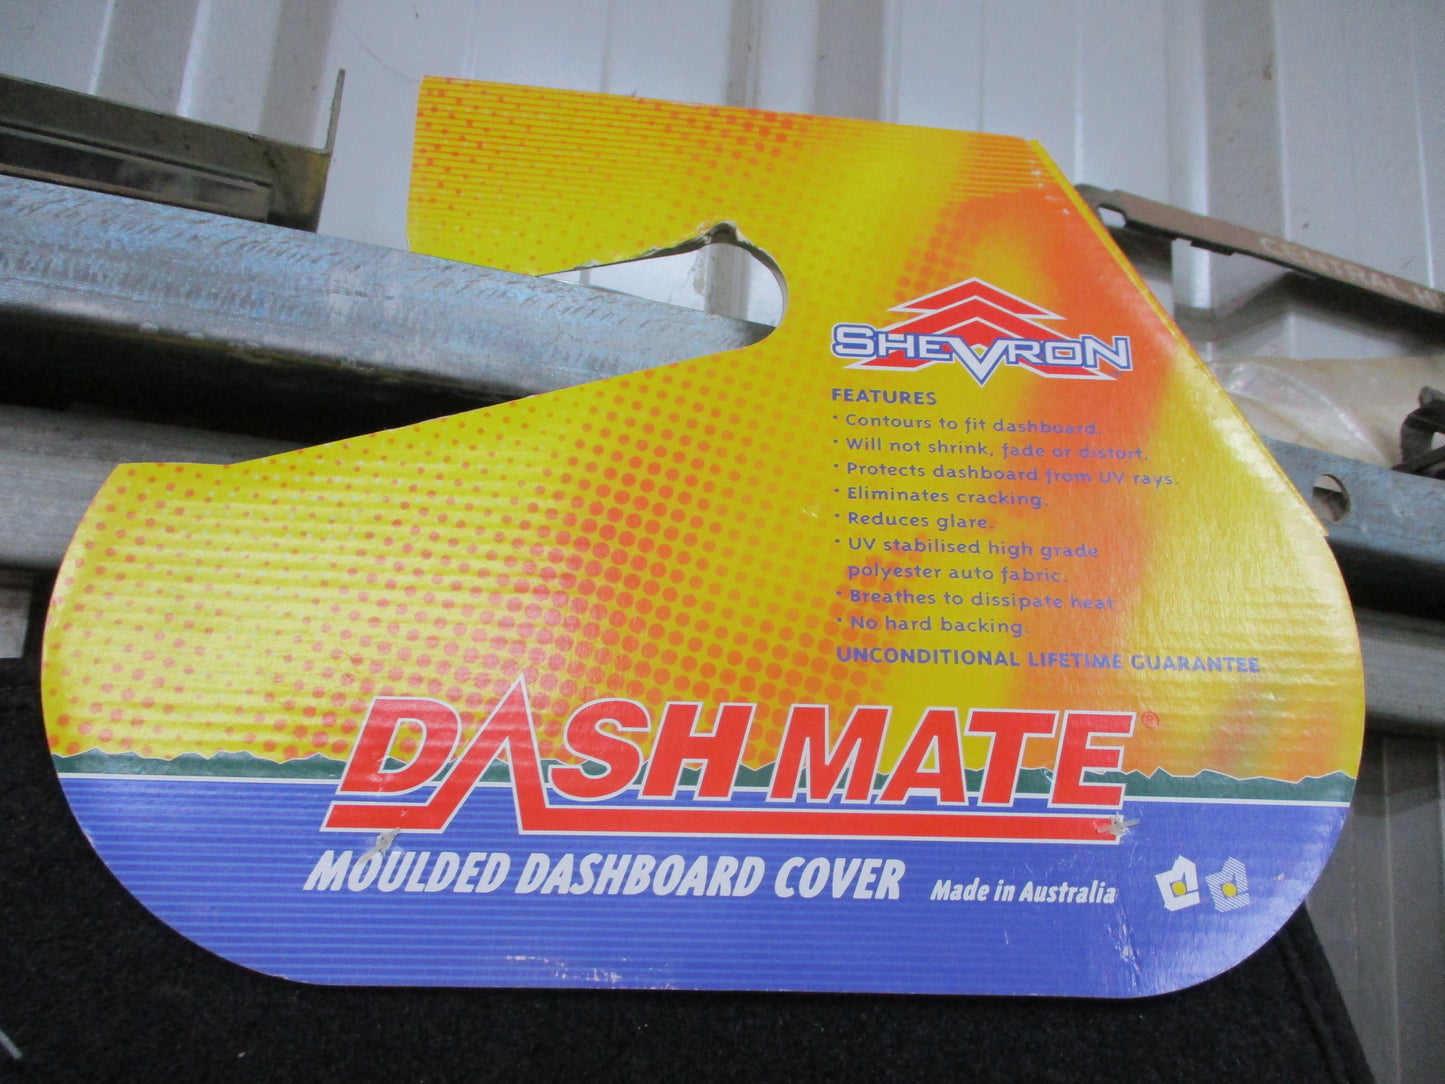 SHEVRON
FEATURES
• Contours to fit dashboard.
• Will not shrink, fade or distort.
• Protects dashboard from UV rays.
• Eliminates cracking.
• Reduces glare.
• UV stabilised high grade
polyester auto fabric.
• Breathes to dissipate heat
• No hard backing.
UNCONDITIONAL LIFETIME GUARANTEE
DASH MATE®
MOULDED DASHBOARD COVER
Made in Australia